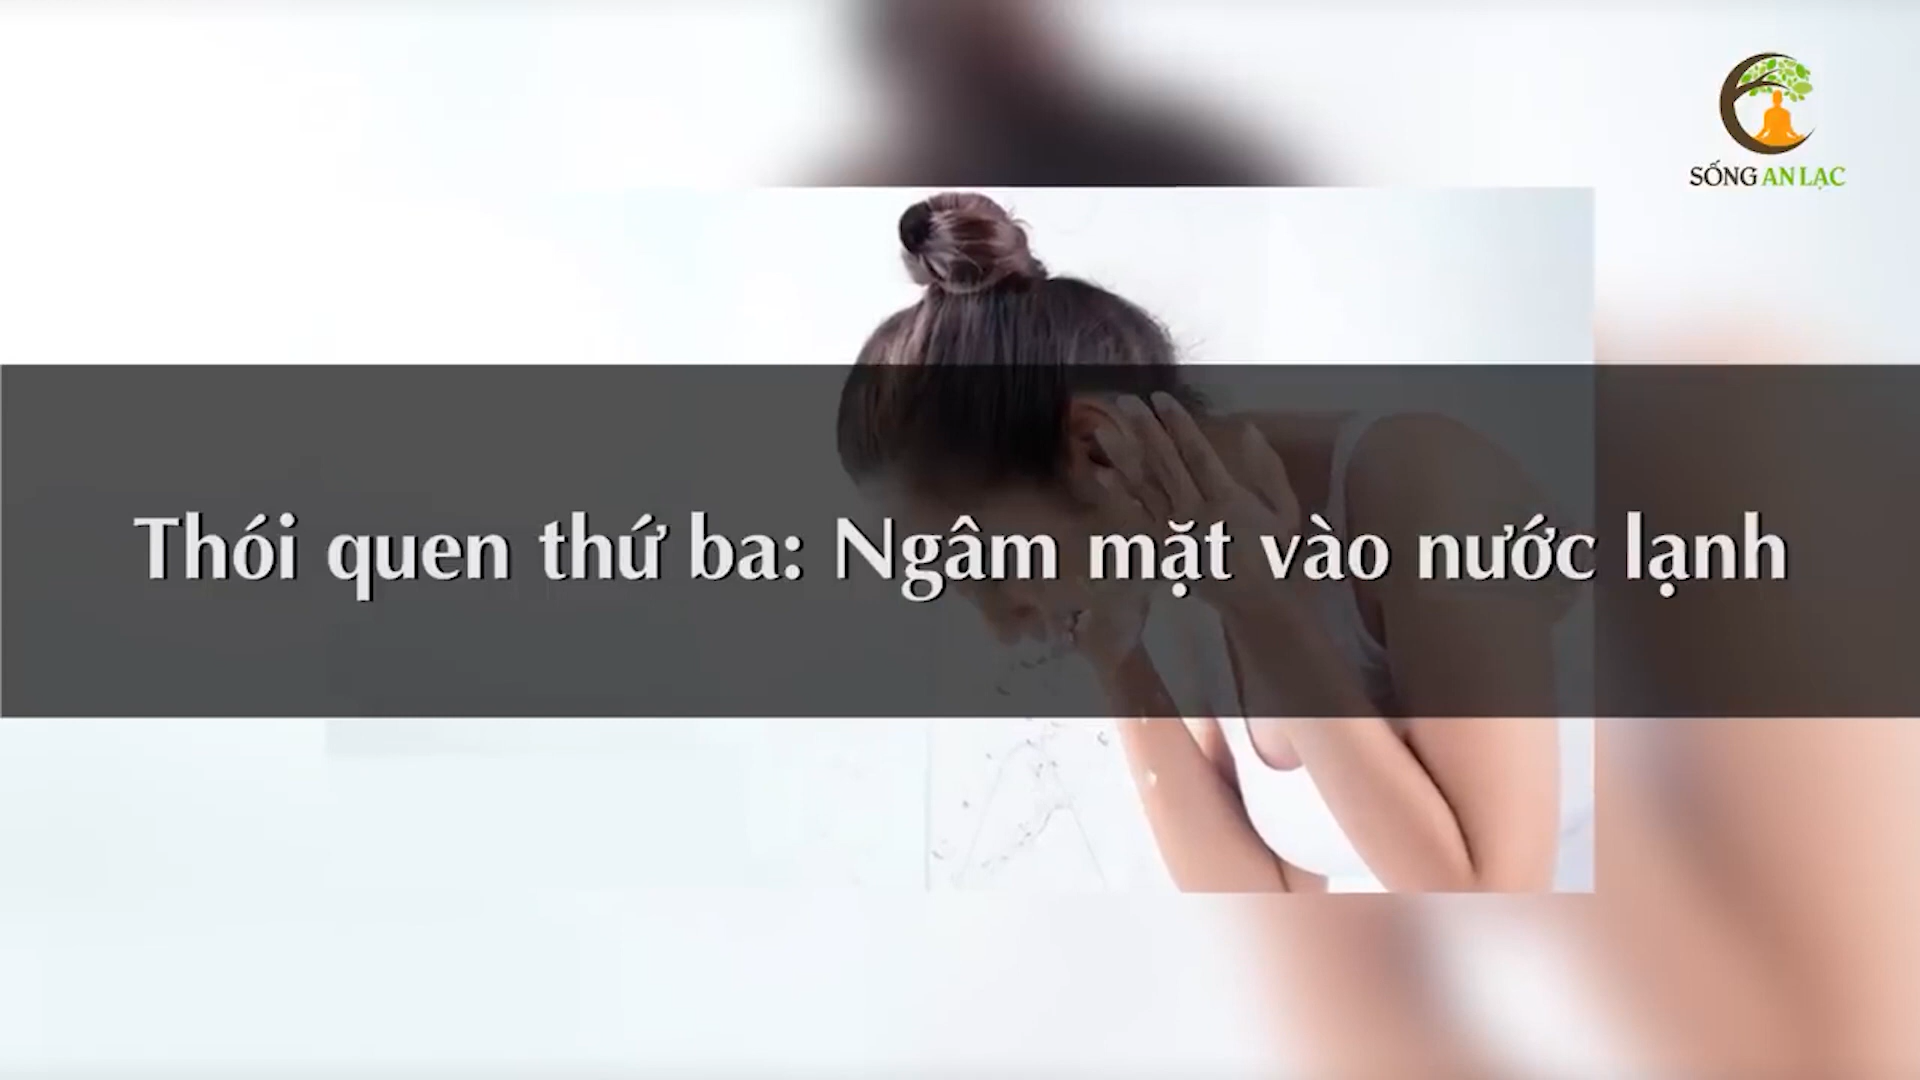 SỐNG AN LẠC
Thói quen thứ ba: Ngâm mặt vào nước lạnh